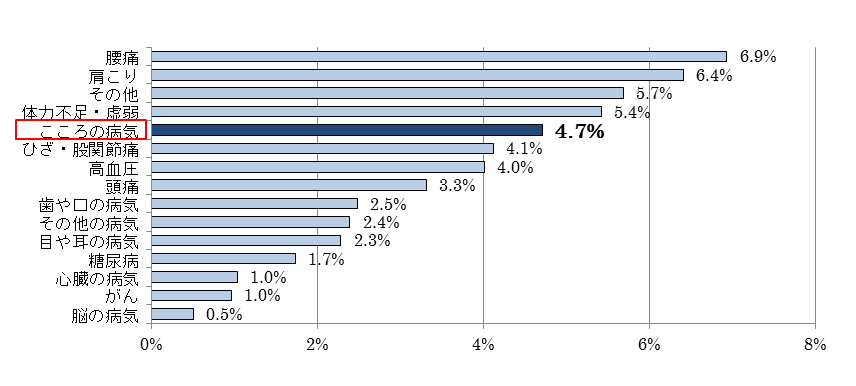 腰痛 6.9%
肩こり 6.4%
その他 5.7%
体力不足・虚弱 5.4%
こころの病気 4.7%
ひざ・股関節痛 4.1%
高血圧 4.0%
頭痛 3.3%
歯や口の病気 2.5%
その他の病気 2.4%
目や耳の病気 2.3%
糖尿病 1.7%
心臓の病気 1.0%
がん 1.0%
脳の病気 0.5%
0% 2% 4% 6% 8%